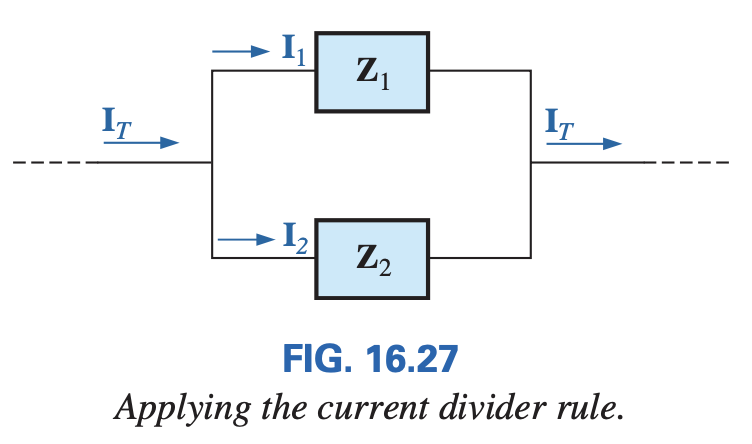 I1
Z1
IT
IT
I2
Z2
FIG. 16.27
Applying the current divider rule.